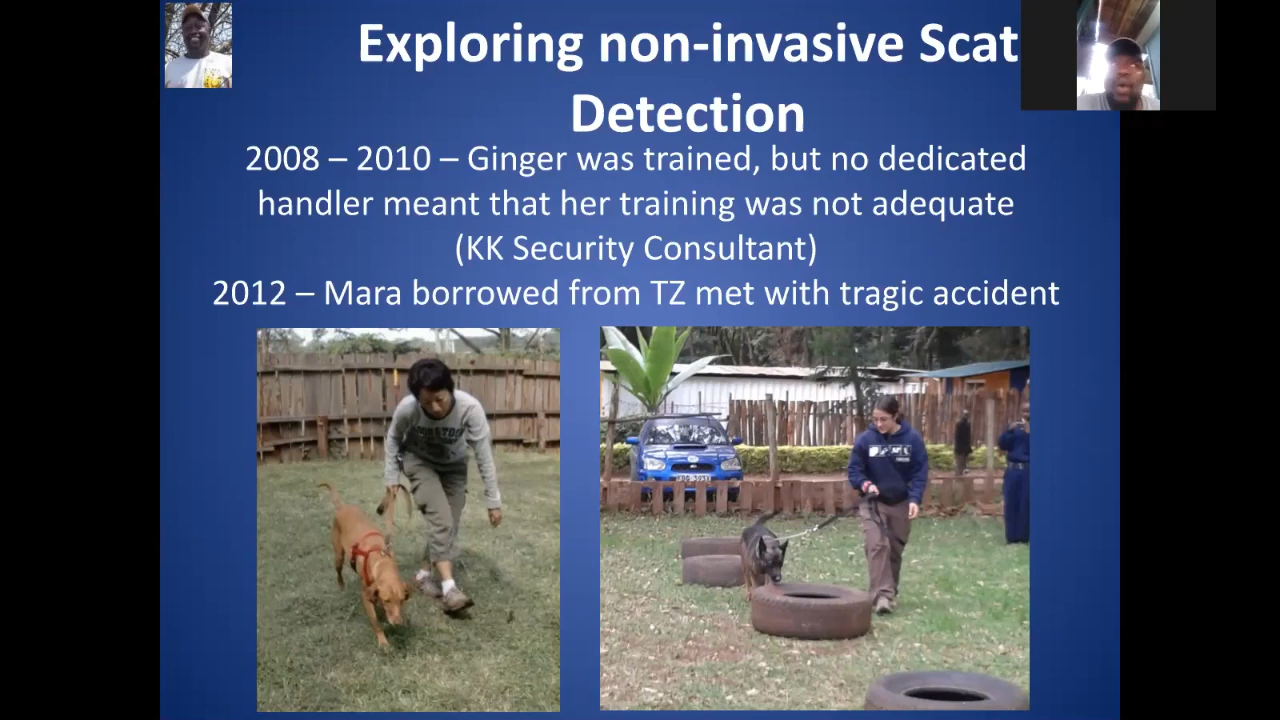 Exploring non-invasive Scat
Detection
2008 – 2010 – Ginger was trained, but no dedicated
handler meant that her training was not adequate
(KK Security Consultant)
2012 – Mara borrowed from TZ met with tragic accident